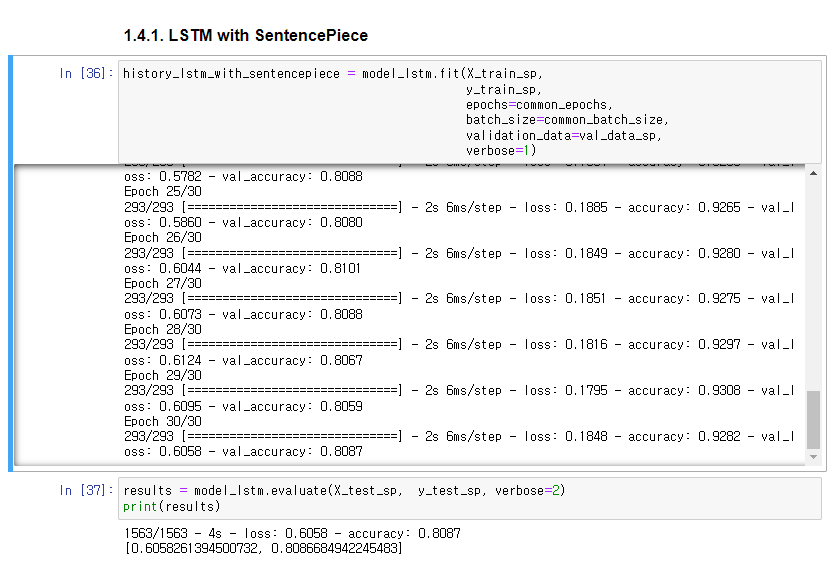 1.4.1. LSTM with SentencePiece
In [36]: history_lstm_with_sentencepiece = model_lstm.fit(X_train_sp,
y_train_sp,
epochs=common_epochs,
batch_size=common_batch_size,
validation_data=val_data_sp,
verbose=1)
oss: 0.5782 - val_accuracy: 0.8088
Epoch 25/30
293/293 [==============================] - 2s 6ms/step - loss: 0.1885 - accuracy: 0.9265 - val_l
oss: 0.5860 - val_accuracy: 0.8080
Epoch 26/30
293/293 [==============================] - 2s 6ms/step - loss: 0.1849 - accuracy: 0.9280 - val_l
oss: 0.6044 - val_accuracy: 0.8101
Epoch 27/30
293/293 [==============================] - 2s 6ms/step - loss: 0.1851 - accuracy: 0.9275 - val_l
oss: 0.6073 - val_accuracy: 0.8088
Epoch 28/30
293/293 [==============================] - 2s 6ms/step - loss: 0.1816 - accuracy: 0.9297 - val_l
oss: 0.6124 - val_accuracy: 0.8067
Epoch 29/30
293/293 [==============================] - 2s 6ms/step - loss: 0.1795 - accuracy: 0.9308 - val_l
oss: 0.6095 - val_accuracy: 0.8059
Epoch 30/30
293/293 [==============================] - 2s 6ms/step - loss: 0.1848 - accuracy: 0.9282 - val_l
oss: 0.6058 - val_accuracy: 0.8087
In [37]: results = model_lstm.evaluate(X_test_sp,  y_test_sp, verbose=2)
print(results)
1563/1563 - 4s - loss: 0.6058 - accuracy: 0.8087
[0.6058261394500732, 0.8086684942245483]